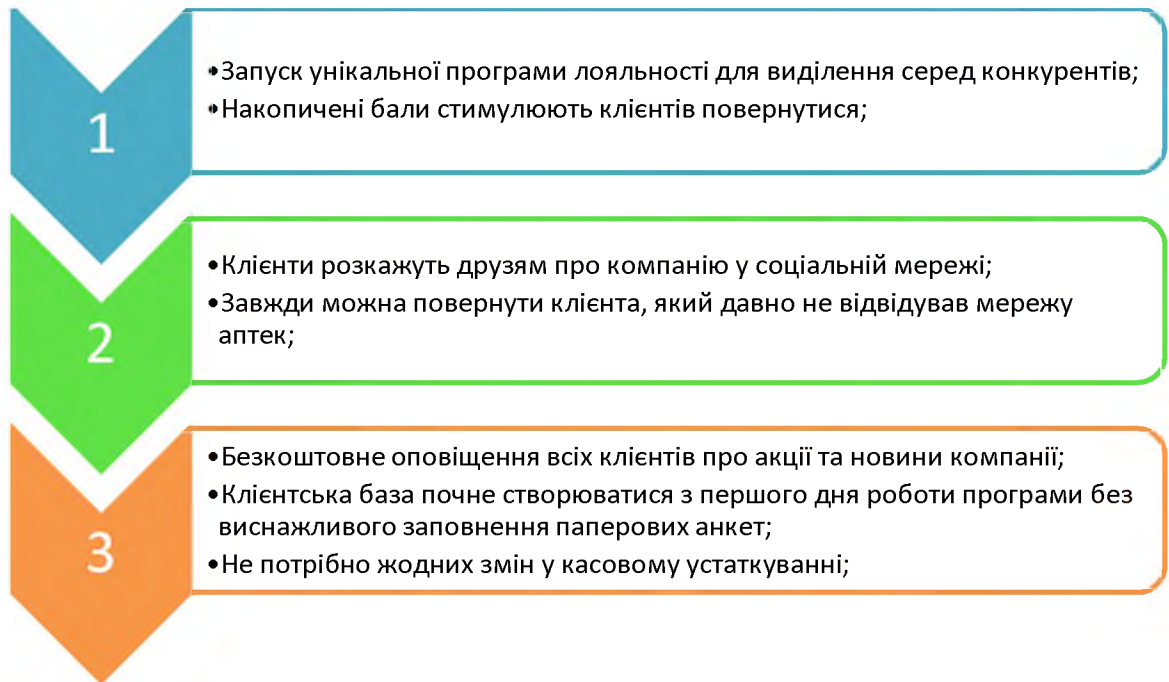 1
•Запуск унікальної програми лояльності для виділення серед конкурентів;
•Накопичені бали стимулюють клієнтів повернутися;
2
•Клієнти розкажуть друзям про компанію у соціальній мережі;
•Завжди можна повернути клієнта, який давно не відвідував мережу
аптек;
3
•Безкоштовне оповіщення всіх клієнтів про акції та новини компанії;
•Клієнтська база почне створюватися з першого дня роботи програми без
виснажливого заповнення паперових анкет;
•Не потрібно жодних змін у касовому устаткуванні;